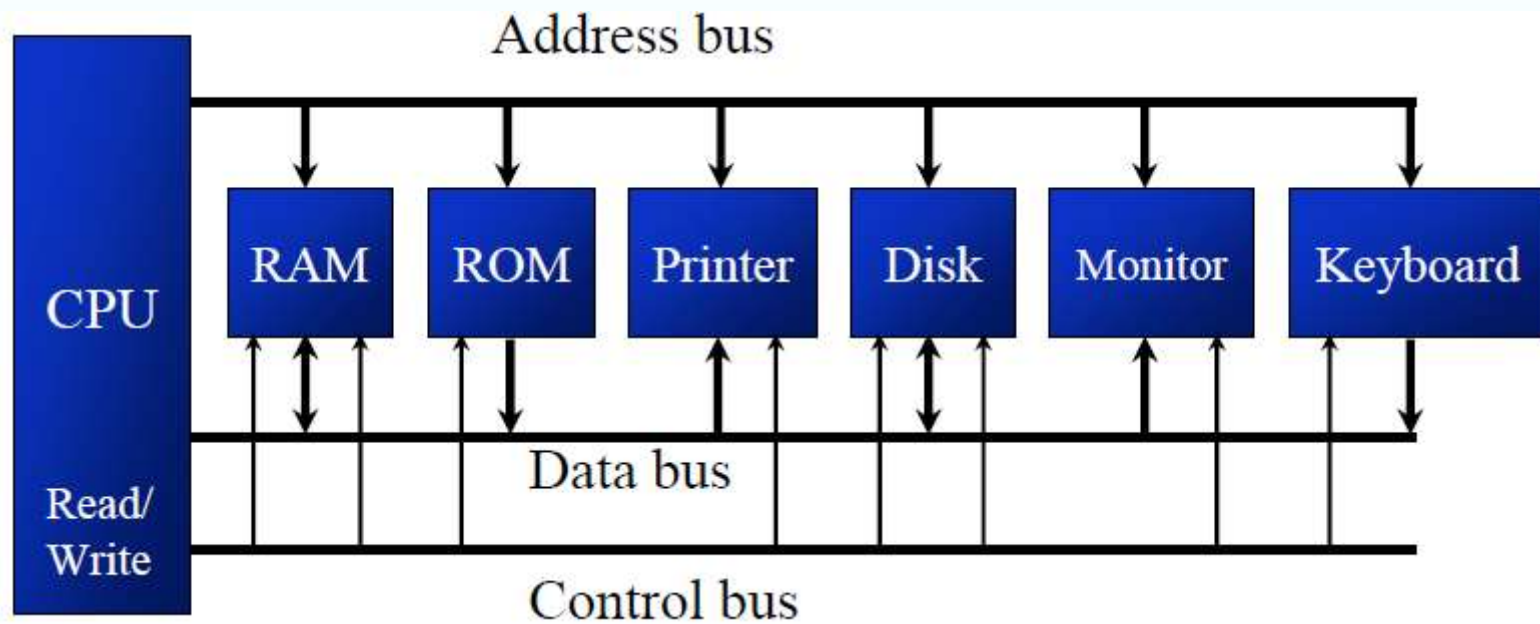 Address bus
RAM
ROM
Printer
Disk
Monitor
Keyboard
CPU
Data bus
Read/
Write
Control bus